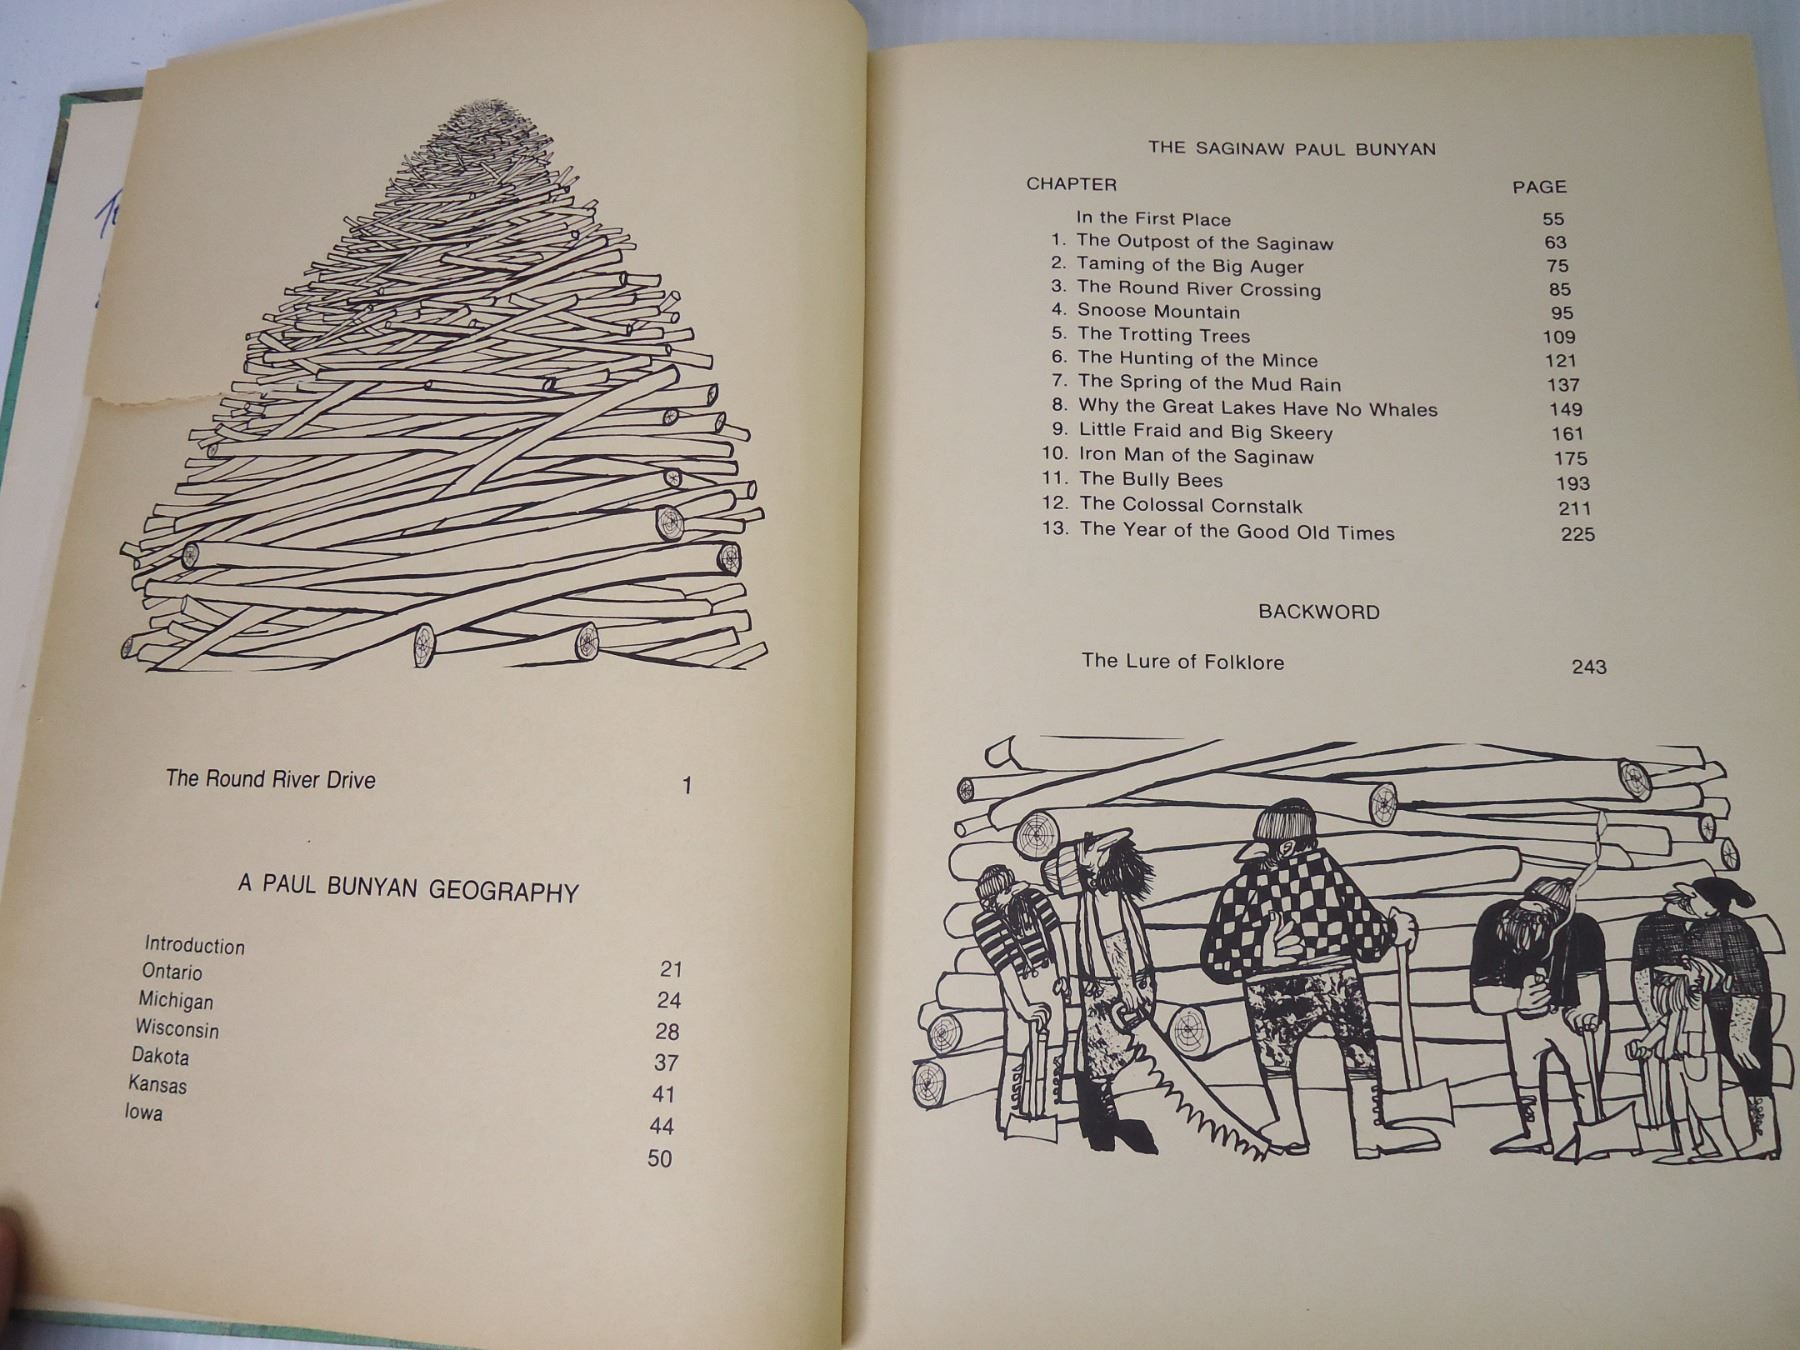 The Round River Drive 1
A PAUL BUNYAN GEOGRAPHY
Introduction 21
Ontario 24
Michigan 28
Wisconsin 37
Dakota 41
Kansas 44
Iowa 50
THE SAGINAW PAUL BUNYAN
CHAPTER PAGE
In the First Place 55
1. The Outpost of the Saginaw 63
2. Taming of the Big Auger 75
3. The Round River Crossing 85
4. Snoose Mountain 95
5. The Trotting Trees 109
6. The Hunting of the Mince 121
7. The Spring of the Mud Rain 137
8. Why the Great Lakes Have No Whales 149
9. Little Fraid and Big Skeery 161
10. Iron Man of the Saginaw 175
11. The Bully Bees 193
12. The Colossal Cornstalk 211
13. The Year of the Good Old Times 225
BACKWORD
The Lure of Folklore 243